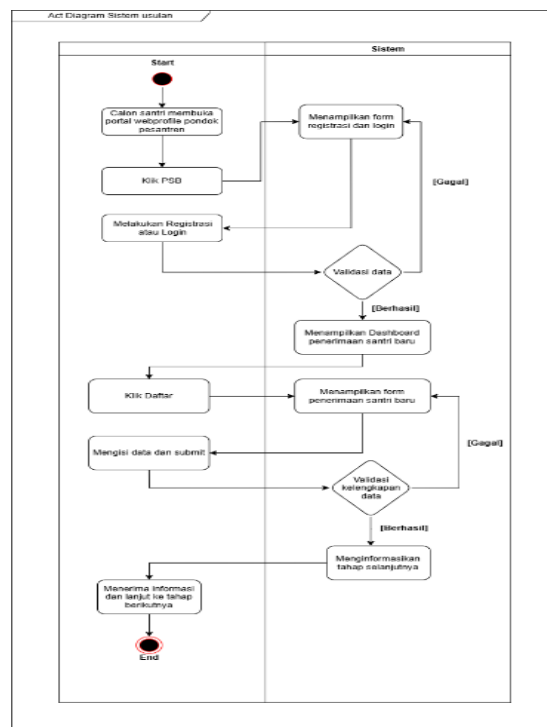 Act Diagram Sistem usulan
Sistem
Start
Calon santri membuka
portal webprofile pondok
pesantren
Menampilkan form
registrasi dan login
Klik PSB
[Gagal]
Melakukan Registrasi
atau Login
Validasi data
[Berhasil]
Menampilkan Dashboard
penerimaan santri baru
Klik Daftar
Menampilkan form
penerimaan santri baru
Mengisi data dan submit
[Gagal]
Validasi
kelengkapan
data
[Berhasil]
Menginformasikan
tahap selanjutnya
Menerima informasi
dan lanjut ke tahap
berikutnya
End